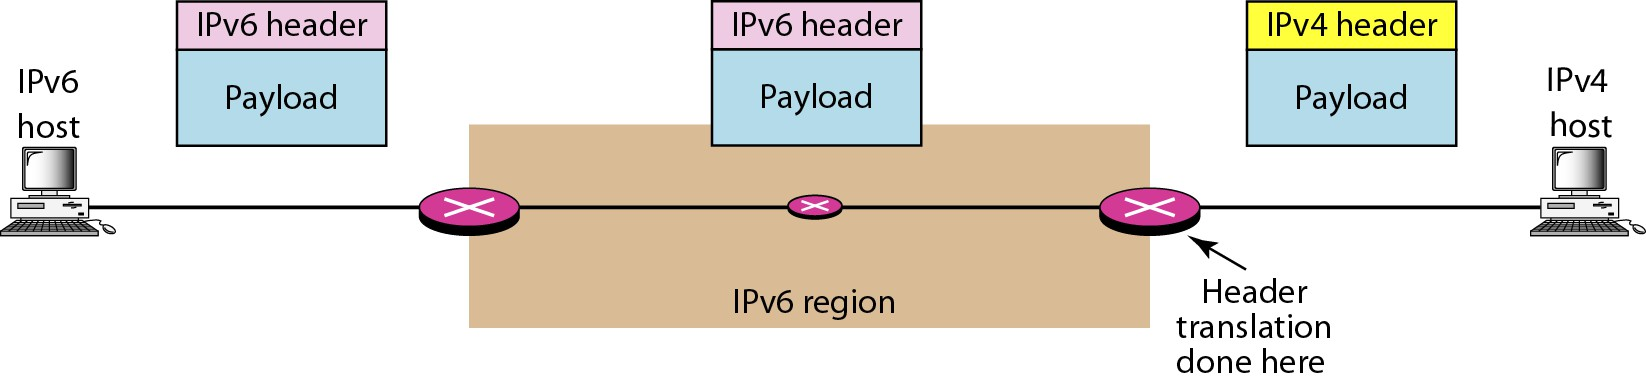 IPv6 header
Payload
IPv6 header
Payload
IPv4 header
Payload
IPv6
host
IPv4
host
IPv6 region
Header
translation
done here